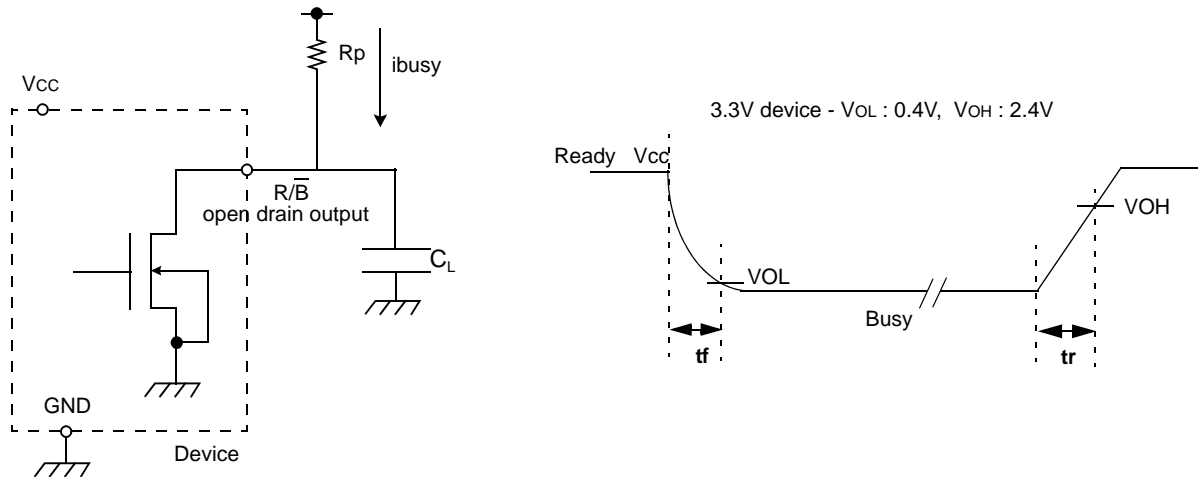 Rp
ibusy
VCC
R/B̅
open drain output
CL
GND
Device
3.3V device - VOL : 0.4V, VOH : 2.4V
Ready Vcc
VOH
VOL
Busy
tf
tr